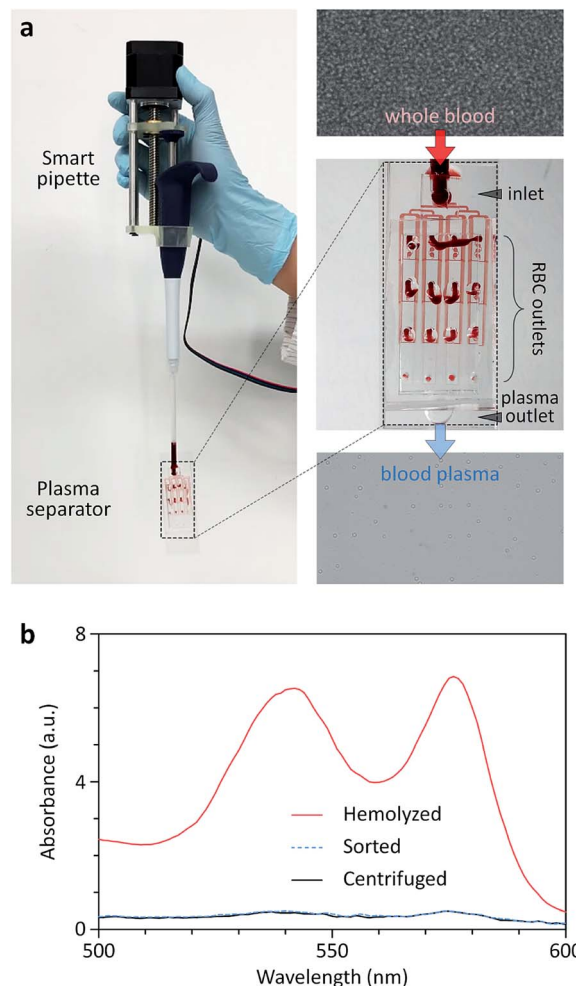 a
Smart
pipette
Plasma
separator
whole blood
inlet
RBC outlets
plasma
outlet
blood plasma
b
8
4
0
Absorbance (a.u.)
Hemolyzed
Sorted
Centrifuged
500
550
600
Wavelength (nm)